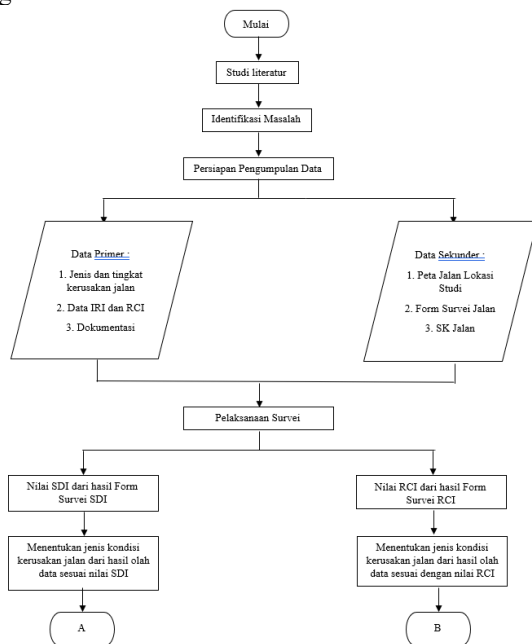 Mulai
Studi literatur
Identifikasi Masalah
Persiapan Pengumpulan Data
Data Primer :
1. Jenis dan tingkat
kerusakan jalan
2. Data IRI dan RCI
3. Dokumentasi
Data Sekunder :
1. Peta Jalan Lokasi
Studi
2. Form Survei Jalan
3. SK Jalan
Pelaksanaan Survei
Nilai SDI dari hasil Form
Survei SDI
Nilai RCI dari hasil Form
Survei RCI
Menentukan jenis kondisi
kerusakan jalan dari hasil olah
data sesuai nilai SDI
Menentukan jenis kondisi
kerusakan jalan dari hasil olah
data sesuai dengan nilai RCI
A
B